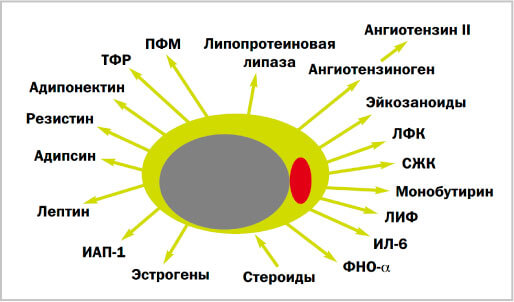 Ангиотензин II
ПФМ
Липопротеиновая
липаза
ТФР
Ангиотензиноген
Адипонектин
Эйкозаноиды
Резистин
ЛФК
Адипсин
СЖК
Монобутирин
Лептин
ЛИФ
ИАП-1
ИЛ-6
Эстрогены
Стероиды
ФНО-α